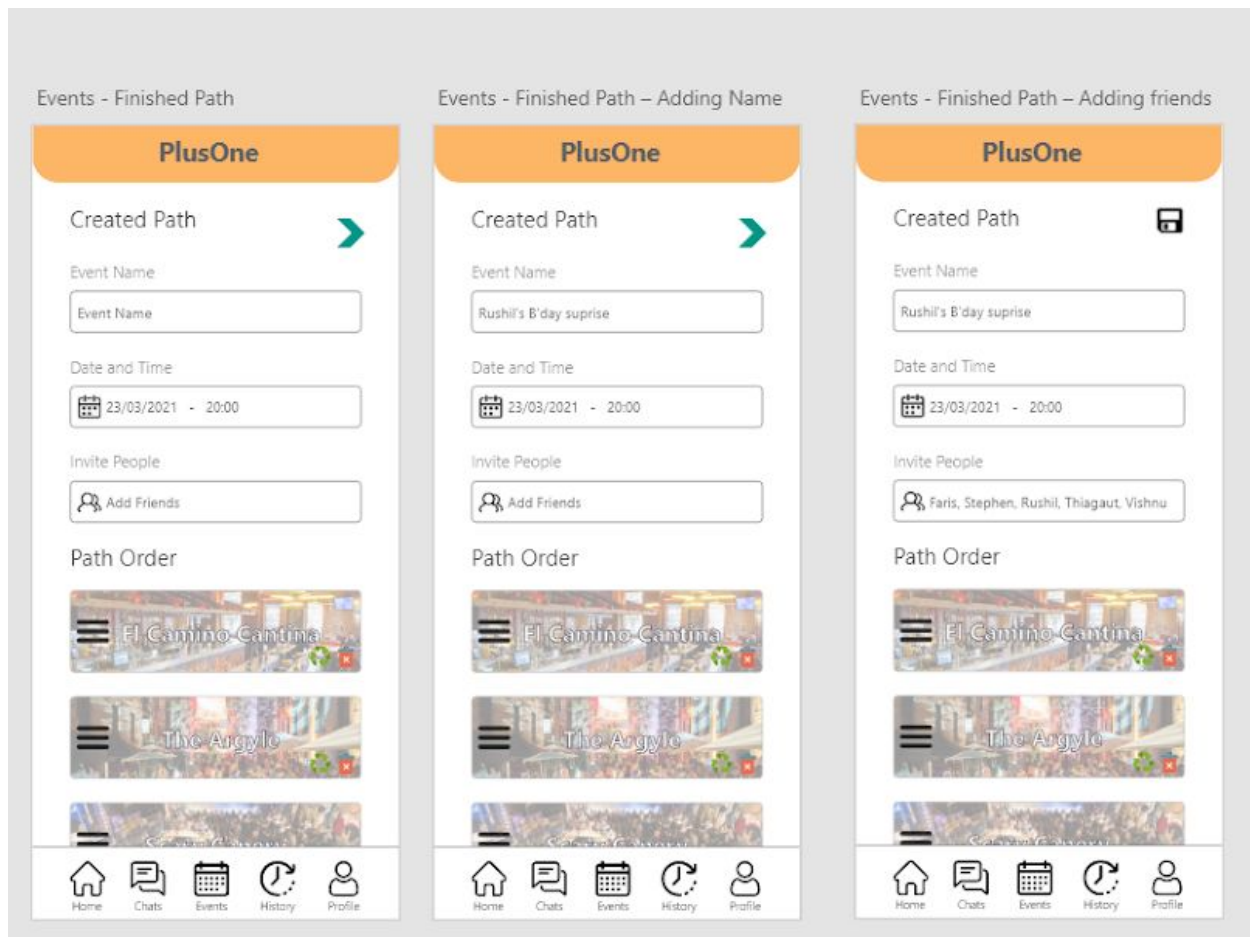 Events - Finished Path
PlusOne
Created Path
Event Name
Event Name
Date and Time
23/03/2021 - 20:00
Invite People
Add Friends
Path Order
El Camino Cantina
The Argyle
Home Chats Events History Profile
Events - Finished Path – Adding Name
PlusOne
Created Path
Event Name
Rushil's B'day suprise
Date and Time
23/03/2021 - 20:00
Invite People
Add Friends
Path Order
El Camino Cantina
The Argyle
Home Chats Events History Profile
Events - Finished Path – Adding friends
PlusOne
Created Path
Event Name
Rushil's B'day suprise
Date and Time
23/03/2021 - 20:00
Invite People
Faris, Stephen, Rushil, Thiagaut, Vishnu
Path Order
El Camino Cantina
The Argyle
Home Chats Events History Profile